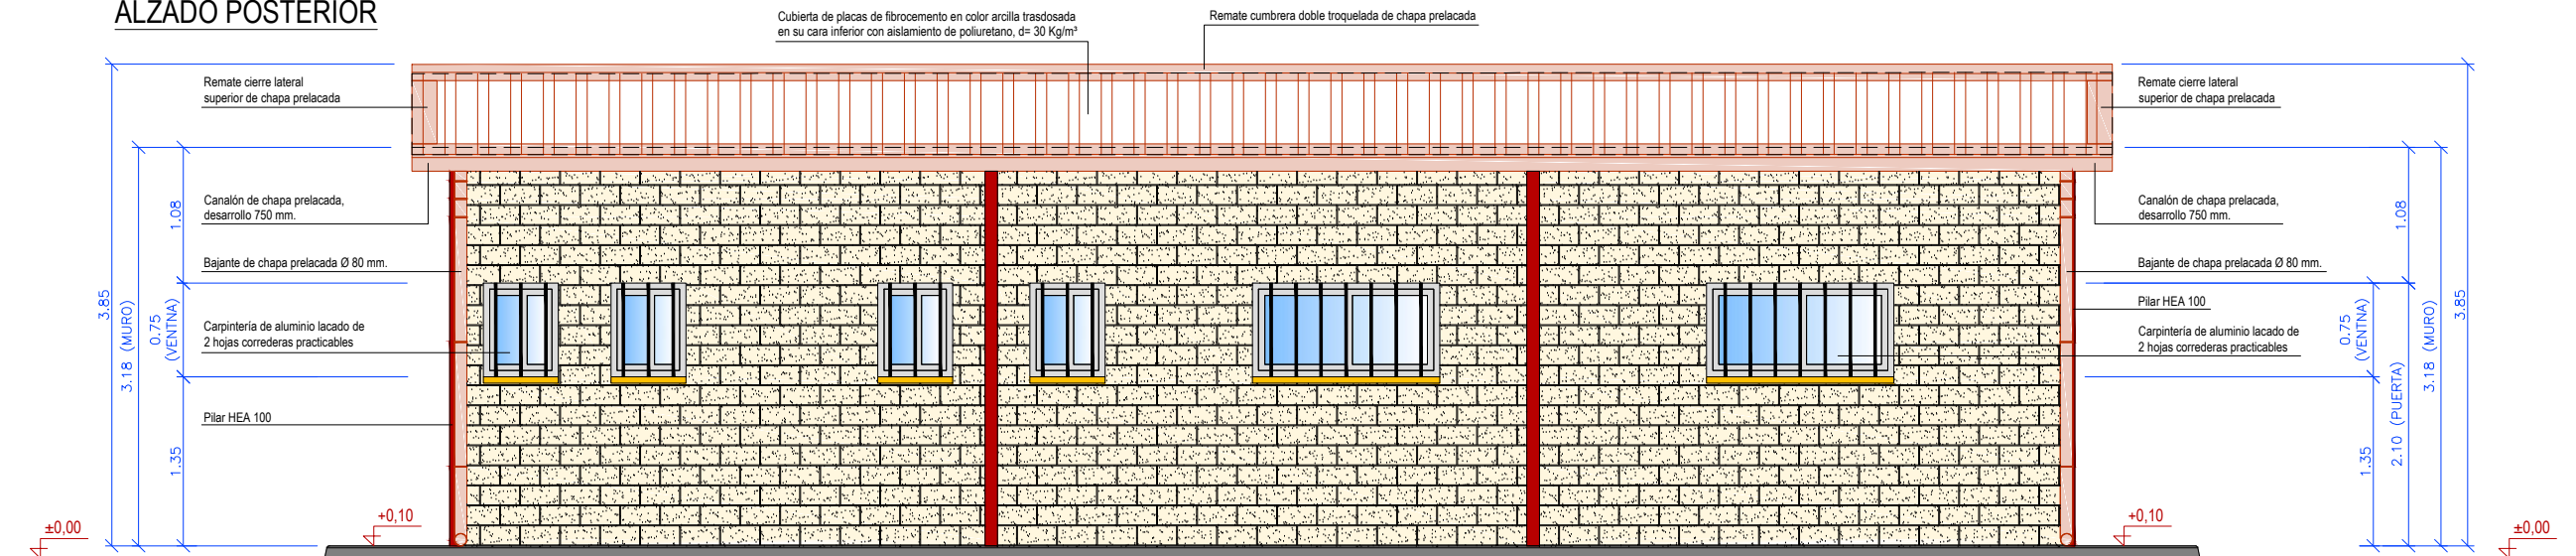 ALZADO POSTERIOR
Cubierta de placas de fibrocemento en color arcilla trasdosada
en su cara inferior con aislamiento de poliuretano, d= 30 Kg/m³
Remate cumbrera doble troquelada de chapa prelacada
Remate cierre lateral
superior de chapa prelacada
Canalón de chapa prelacada,
desarrollo 750 mm.
Bajante de chapa prelacada Ø 80 mm.
Carpintería de aluminio lacado de
2 hojas correderas practicables
Pilar HEA 100
3.85
3.18 (MURO)
1.08
0.75
(VENTNA)
1.35
±0,00
+0,10
Remate cierre lateral
superior de chapa prelacada
Canalón de chapa prelacada,
desarrollo 750 mm.
Bajante de chapa prelacada Ø 80 mm.
Pilar HEA 100
Carpintería de aluminio lacado de
2 hojas correderas practicables
0.75
(VENTNA)
1.35
1.08
2.10 (PUERTA)
3.18 (MURO)
3.85
+0,10
±0,00